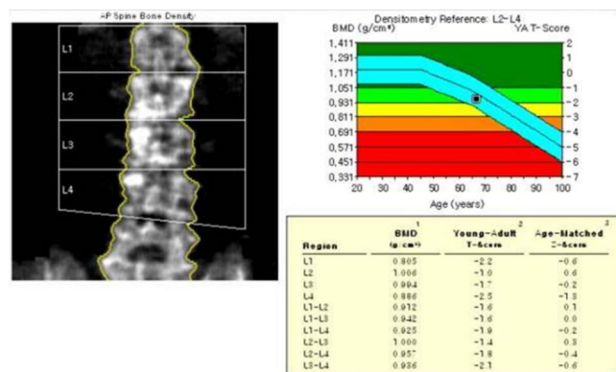 AP Spine Bone Density
L1
L2
L3
L4
Densitometry Reference: L2-L4
BMD (g/cm²) YA T-Score
1,411 2
1,291 1
1,171 0
1,051 -1
0,931 -2
0,811 -3
0,691 -4
0,571 -5
0,451 -6
0,331 -7
20 30 40 50 60 70 80 90 100
Age (years)
1 2 3
BMD Young-Adult Age-Matched
Region (g/cm²) T-Score Z-Score
L1 0.805 -2.2 -0.6
L2 1.006 -1.0 0.6
L3 0.994 -1.7 -0.2
L4 0.886 -2.5 -1.3
L1-L2 0.912 -1.6 0.1
L1-L3 0.942 -1.6 0.0
L1-L4 0.925 -1.9 -0.2
L2-L3 1.000 -1.4 0.3
L2-L4 0.957 -1.8 -0.4
L3-L4 0.936 -2.1 -0.6